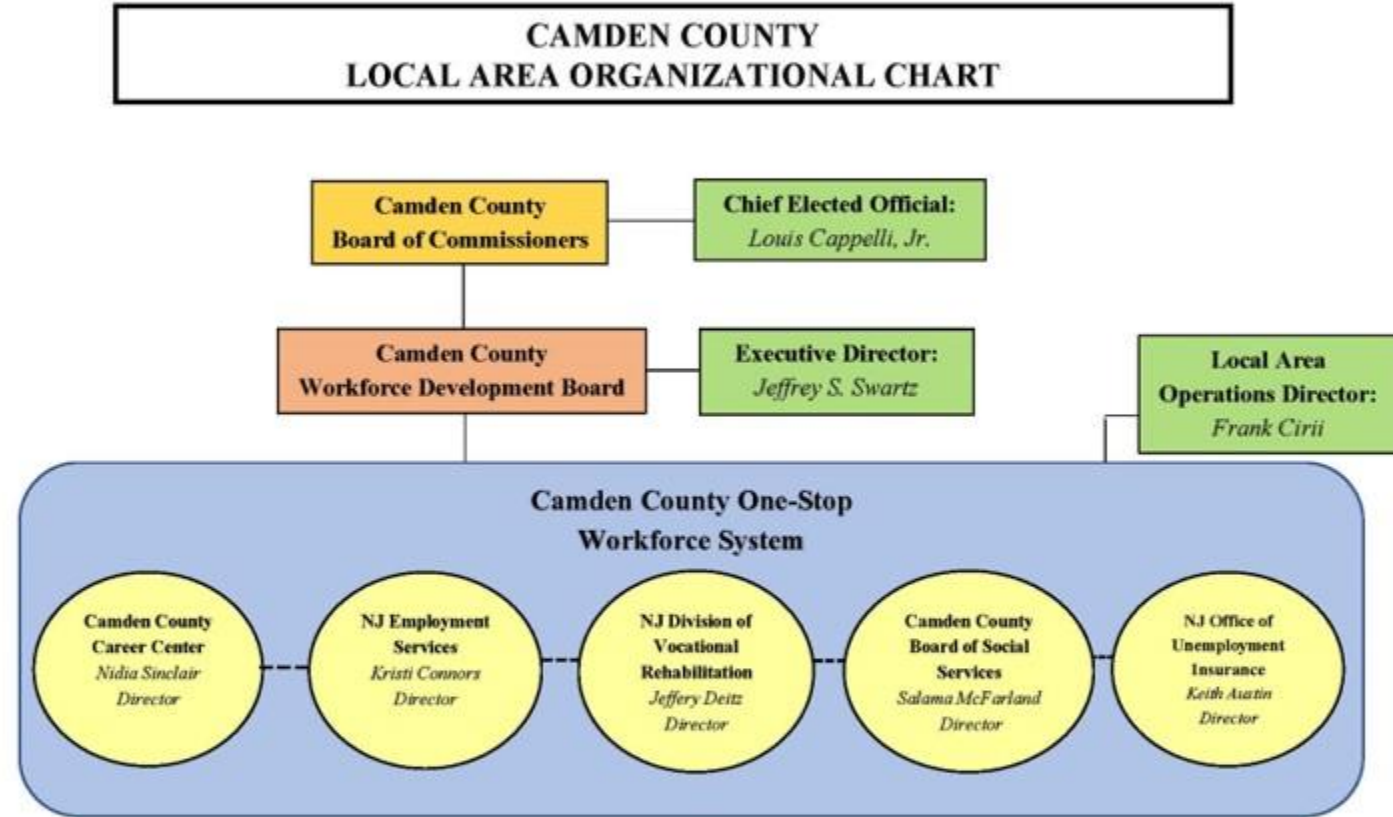 CAMDEN COUNTY
LOCAL AREA ORGANIZATIONAL CHART
Camden County
Board of Commissioners
Chief Elected Official:
Louis Cappelli, Jr.
Camden County
Workforce Development Board
Executive Director:
Jeffrey S. Swartz
Local Area
Operations Director:
Frank Cirii
Camden County One-Stop
Workforce System
Camden County
Career Center
Nidia Sinclair
Director
NJ Employment
Services
Kristi Connors
Director
NJ Division of
Vocational
Rehabilitation
Jeffery Deitz
Director
Camden County
Board of Social
Services
Salama McFarland
Director
NJ Office of
Unemployment
Insurance
Keith Austin
Director